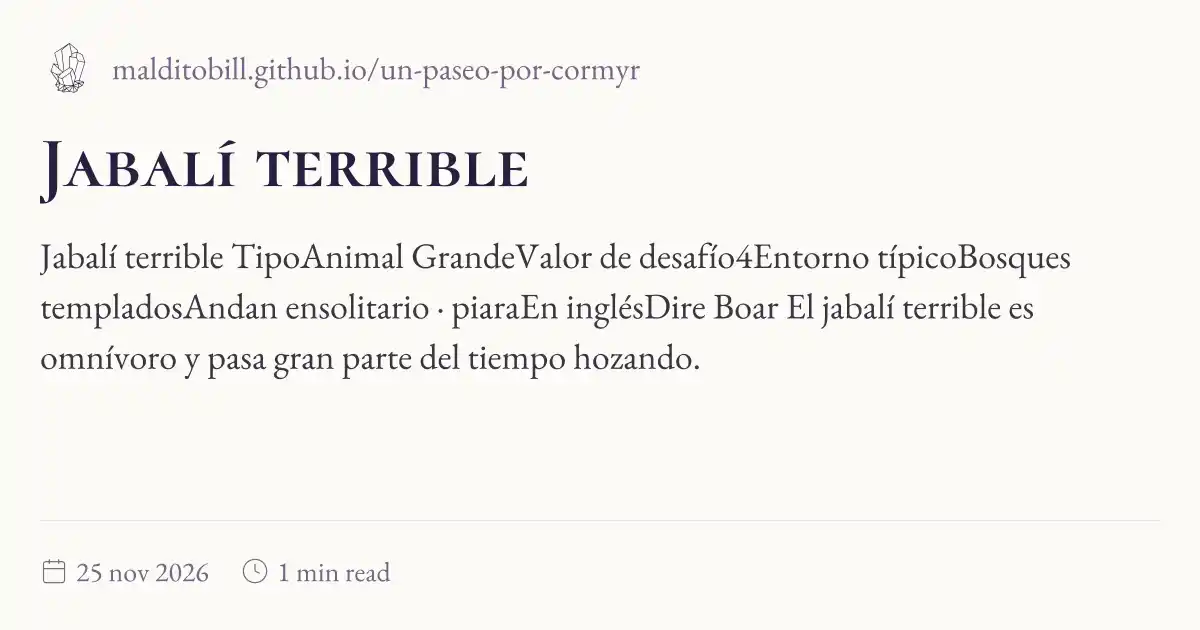 malditobill.github.io/un-paseo-por-cormyr
Jabalí terrible
Jabalí terrible TipoAnimal GrandeValor de desafío4Entorno típicoBosques
templadosAndan ensolitario · piaraEn inglésDire Boar El jabalí terrible es
omnívoro y pasa gran parte del tiempo hozando.
25 nov 2026 1 min read